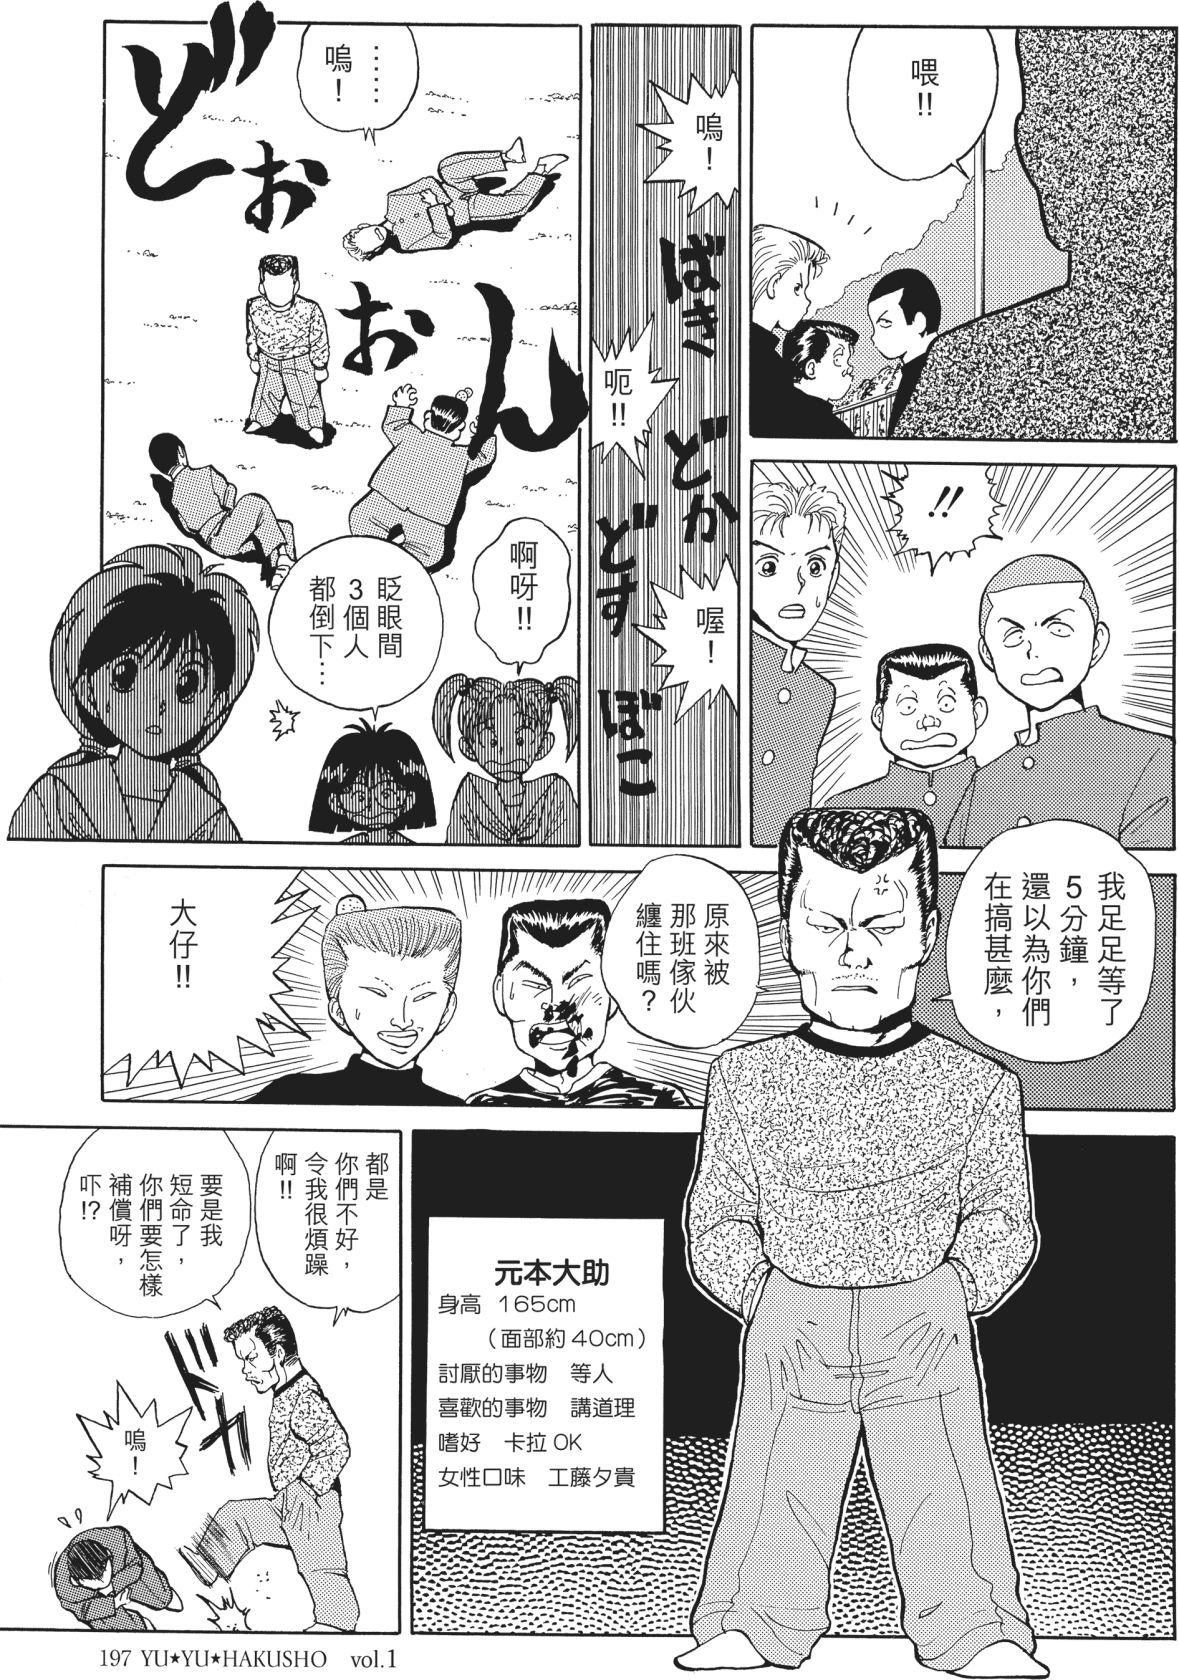 喂!!
!!
嗚！
ばき
どか
呃!!
どす
喔！
ぼこ
……
嗚！
どおおん
啊呀!!
眨眼間
3個人
都倒下…
我足足等了
5分鐘，
還以為你們
在搞甚麼，
原來被
那班傢伙
纏住嗎？
大仔!!
元本大助
身高　165cm
（面部約40cm）
討厭的事物　等人
喜歡的事物　講道理
嗜好　卡拉OK
女性口味　工藤夕貴
都是
你們不好，
令我很煩躁
啊!!
要是我
短命了，
你們要怎樣
補償呀，
吓!?
ドカ
嗚！
197 YU★YU★HAKUSHO vol.1